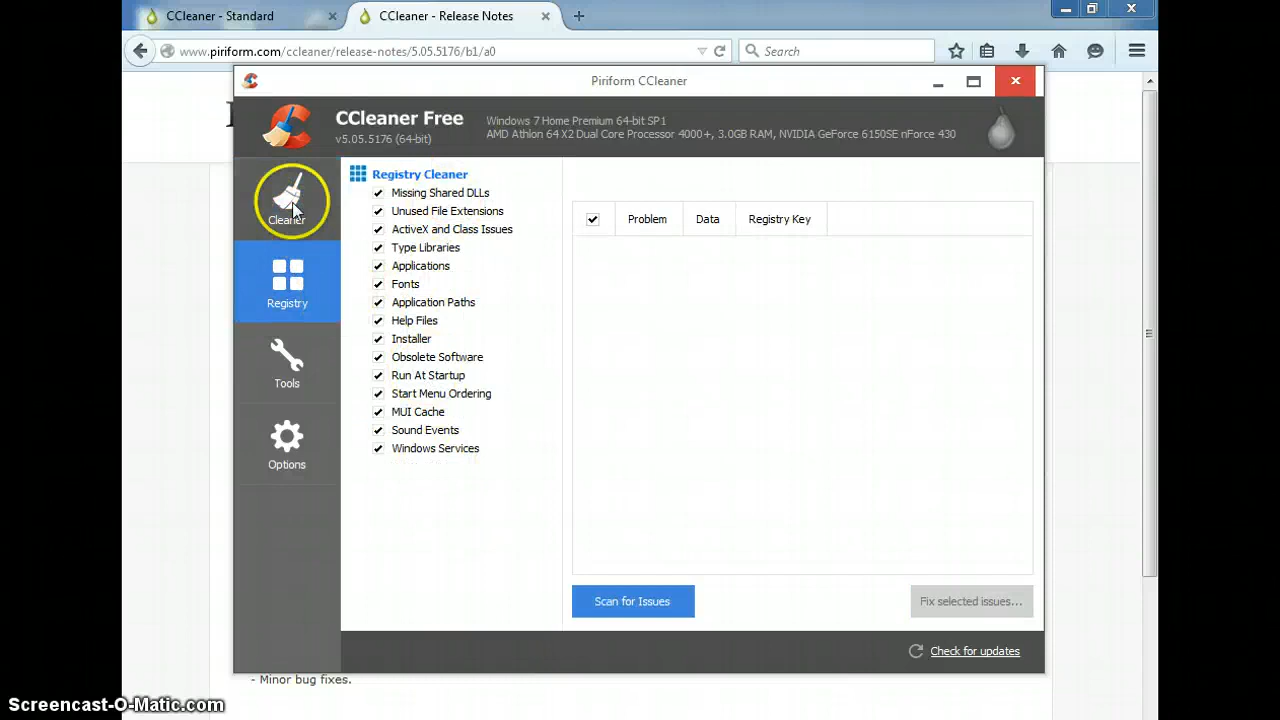 CCleaner - Standard
CCleaner - Release Notes
www.piriform.com/ccleaner/release-notes/5.05.5176/b1/a0
Search
Piriform CCleaner
CCleaner Free
v5.05.5176 (64-bit)
Windows 7 Home Premium 64-bit SP1
AMD Athlon 64 X2 Dual Core Processor 4000+, 3.0GB RAM, NVIDIA GeForce 6150SE nForce 430
Cleaner
Registry
Tools
Options
Registry Cleaner
Missing Shared DLLs
Unused File Extensions
ActiveX and Class Issues
Type Libraries
Applications
Fonts
Application Paths
Help Files
Installer
Obsolete Software
Run At Startup
Start Menu Ordering
MUI Cache
Sound Events
Windows Services
Problem
Data
Registry Key
Scan for Issues
Fix selected issues...
Check for updates
- Minor bug fixes.
Screencast-O-Matic.com